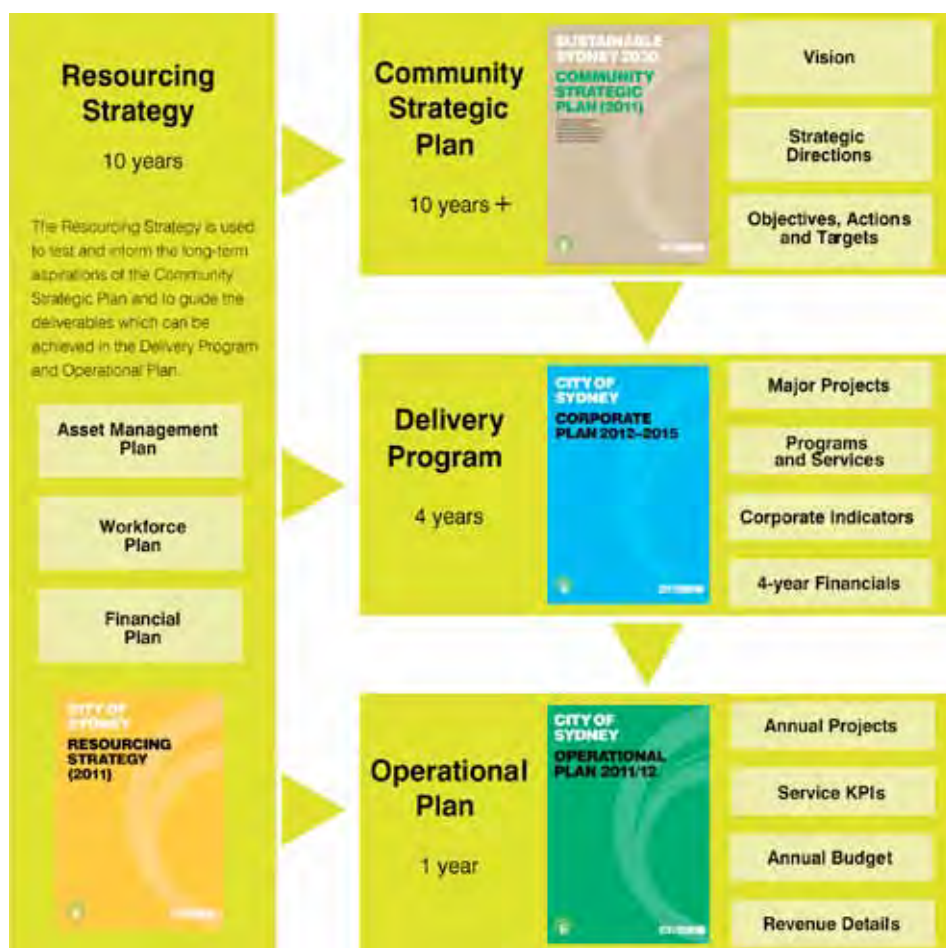 Resourcing
Strategy
10 years
The Resourcing Strategy is used
to test and inform the long-term
aspirations of the Community
Strategic Plan and to guide the
deliverables which can be
achieved in the Delivery Program
and Operational Plan.
Asset Management
Plan
Workforce
Plan
Financial
Plan
CITY OF
SYDNEY
RESOURCING
STRATEGY
(2011)
Community
Strategic
Plan
10 years +
SUSTAINABLE
SYDNEY 2030
COMMUNITY
STRATEGIC
PLAN (2011)
Vision
Strategic
Directions
Objectives, Actions
and Targets
Delivery
Program
4 years
CITY OF
SYDNEY
CORPORATE
PLAN 2012–2015
Major Projects
Programs
and Services
Corporate Indicators
4-year Financials
Operational
Plan
1 year
CITY OF
SYDNEY
OPERATIONAL
PLAN 2011/12
Annual Projects
Service KPIs
Annual Budget
Revenue Details